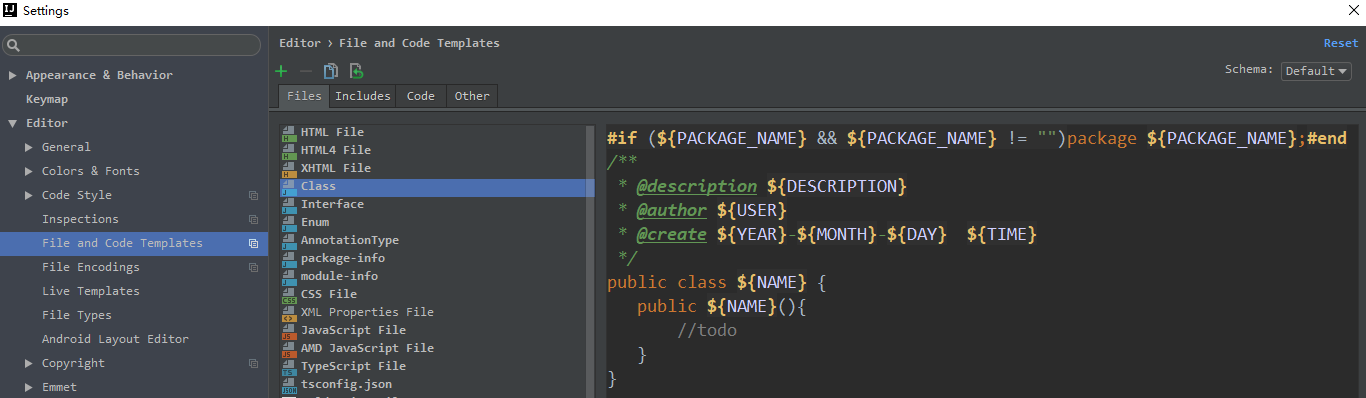 IJ Settings
Editor › File and Code Templates
Reset
Schema: Default
Appearance & Behavior
Keymap
Editor
General
Colors & Fonts
Code Style
Inspections
File and Code Templates
File Encodings
Live Templates
File Types
Android Layout Editor
Copyright
Emmet
Files Includes Code Other
HTML File
HTML4 File
XHTML File
Class
Interface
Enum
AnnotationType
package-info
module-info
CSS File
XML Properties File
JavaScript File
AMD JavaScript File
TypeScript File
tsconfig.json
#if (${PACKAGE_NAME} && ${PACKAGE_NAME} != "")package ${PACKAGE_NAME};#end
/**
 * @description ${DESCRIPTION}
 * @author ${USER}
 * @create ${YEAR}-${MONTH}-${DAY}  ${TIME}
 */
public class ${NAME} {
   public ${NAME}(){
       //todo
   }
}